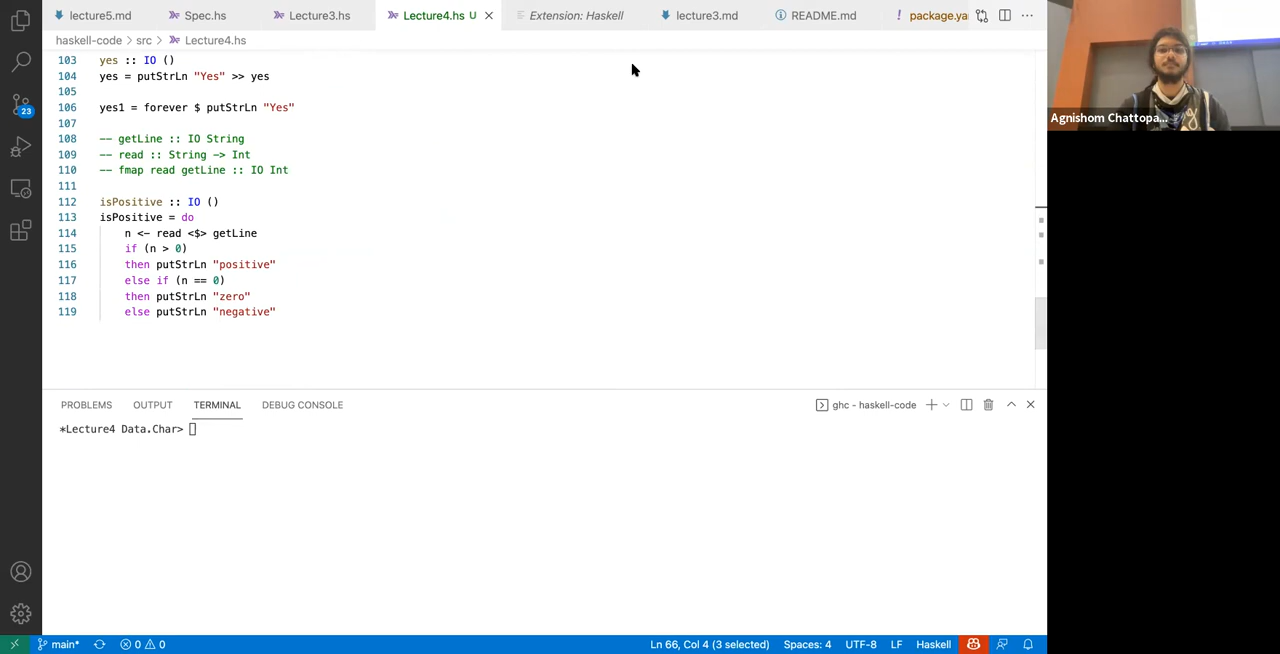 lecture5.md Spec.hs Lecture3.hs Lecture4.hs U Extension: Haskell lecture3.md README.md package.ya
haskell-code > src > Lecture4.hs
103 yes :: IO ()
104 yes = putStrLn "Yes" >> yes
105
106 yes1 = forever $ putStrLn "Yes"
107
108 -- getLine :: IO String
109 -- read :: String -> Int
110 -- fmap read getLine :: IO Int
111
112 isPositive :: IO ()
113 isPositive = do
114 n <- read <$> getLine
115 if (n > 0)
116 then putStrLn "positive"
117 else if (n == 0)
118 then putStrLn "zero"
119 else putStrLn "negative"
Agnishom Chattopa...
23
PROBLEMS OUTPUT TERMINAL DEBUG CONSOLE ghc - haskell-code
*Lecture4 Data.Char>
main* 0 0 Ln 66, Col 4 (3 selected) Spaces: 4 UTF-8 LF Haskell